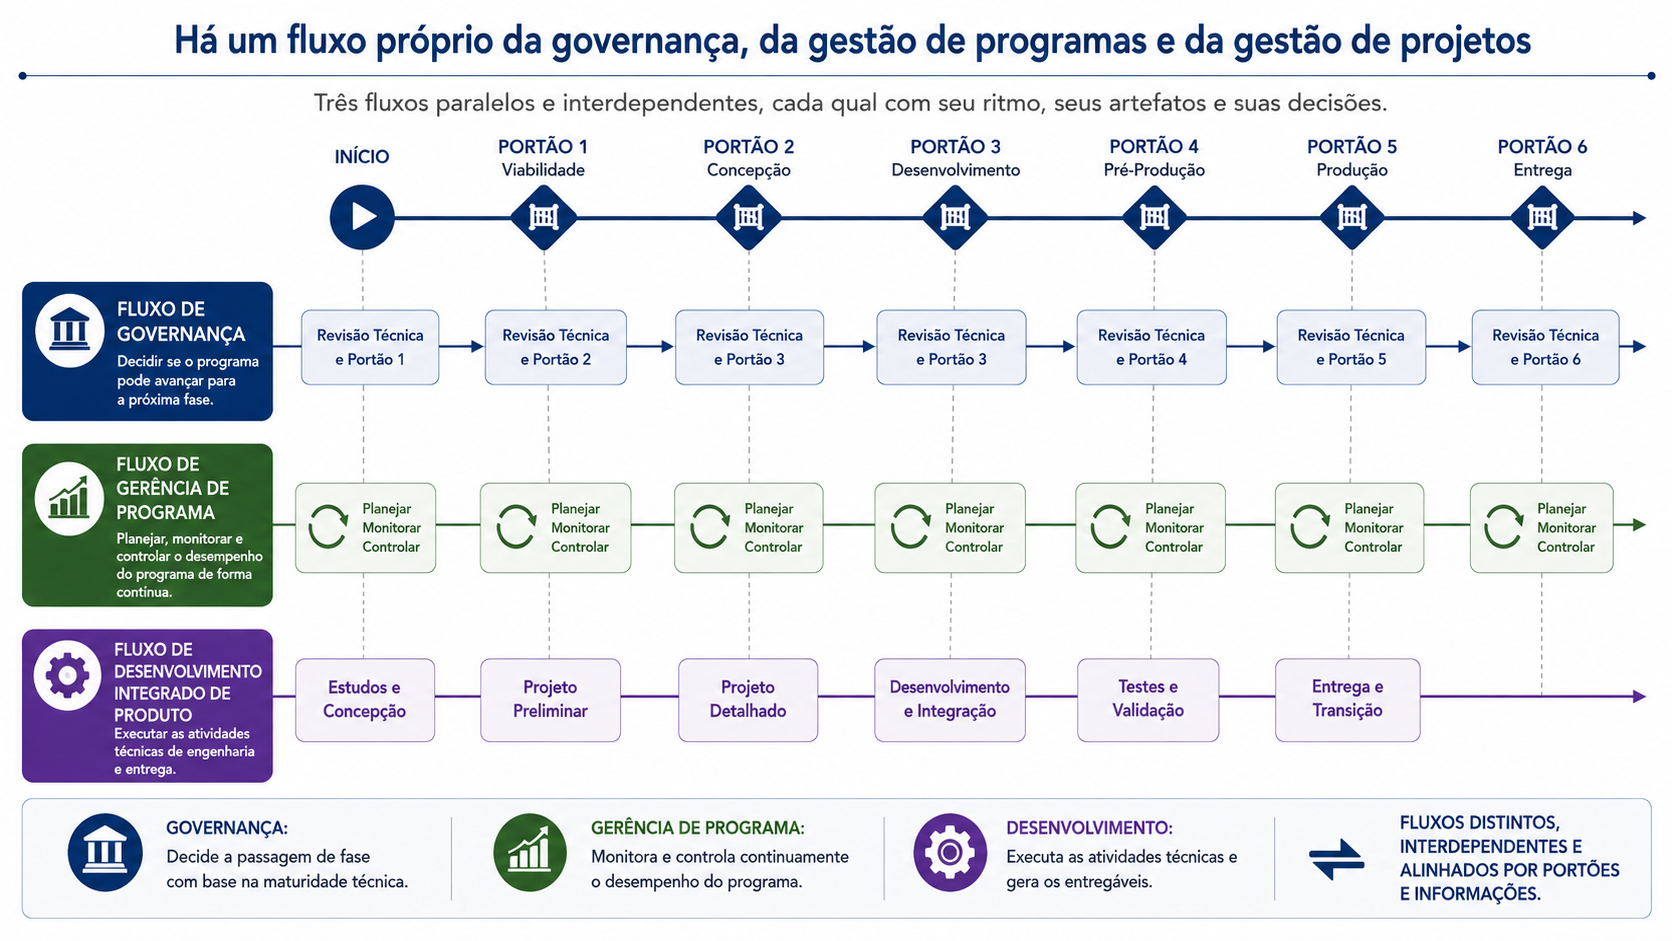 Há um fluxo próprio da governança, da gestão de programas e da gestão de projetos
Três fluxos paralelos e interdependentes, cada qual com seu ritmo, seus artefatos e suas decisões.
INÍCIO
PORTÃO 1
Viabilidade
PORTÃO 2
Concepção
PORTÃO 3
Desenvolvimento
PORTÃO 4
Pré-Produção
PORTÃO 5
Produção
PORTÃO 6
Entrega
FLUXO DE
GOVERNANÇA
Decidir se o programa
pode avançar para
a próxima fase.
Revisão Técnica
e Portão 1
Revisão Técnica
e Portão 2
Revisão Técnica
e Portão 3
Revisão Técnica
e Portão 3
Revisão Técnica
e Portão 4
Revisão Técnica
e Portão 5
Revisão Técnica
e Portão 6
FLUXO DE
GERÊNCIA DE
PROGRAMA
Planejar, monitorar e
controlar o desempenho
do programa de forma
contínua.
Planejar
Monitorar
Controlar
Planejar
Monitorar
Controlar
Planejar
Monitorar
Controlar
Planejar
Monitorar
Controlar
Planejar
Monitorar
Controlar
Planejar
Monitorar
Controlar
Planejar
Monitorar
Controlar
FLUXO DE
DESENVOLVIMENTO
INTEGRADO DE
PRODUTO
Executar as atividades
técnicas de engenharia
e entrega.
Estudos e
Concepção
Projeto
Preliminar
Projeto
Detalhado
Desenvolvimento
e Integração
Testes e
Validação
Entrega e
Transição
GOVERNANÇA:
Decide a passagem de fase
com base na maturidade técnica.
GERÊNCIA DE PROGRAMA:
Monitora e controla continuamente
o desempenho do programa.
DESENVOLVIMENTO:
Executa as atividades técnicas e
gera os entregáveis.
FLUXOS DISTINTOS,
INTERDEPENDENTES E
ALINHADOS POR PORTÕES
E INFORMAÇÕES.